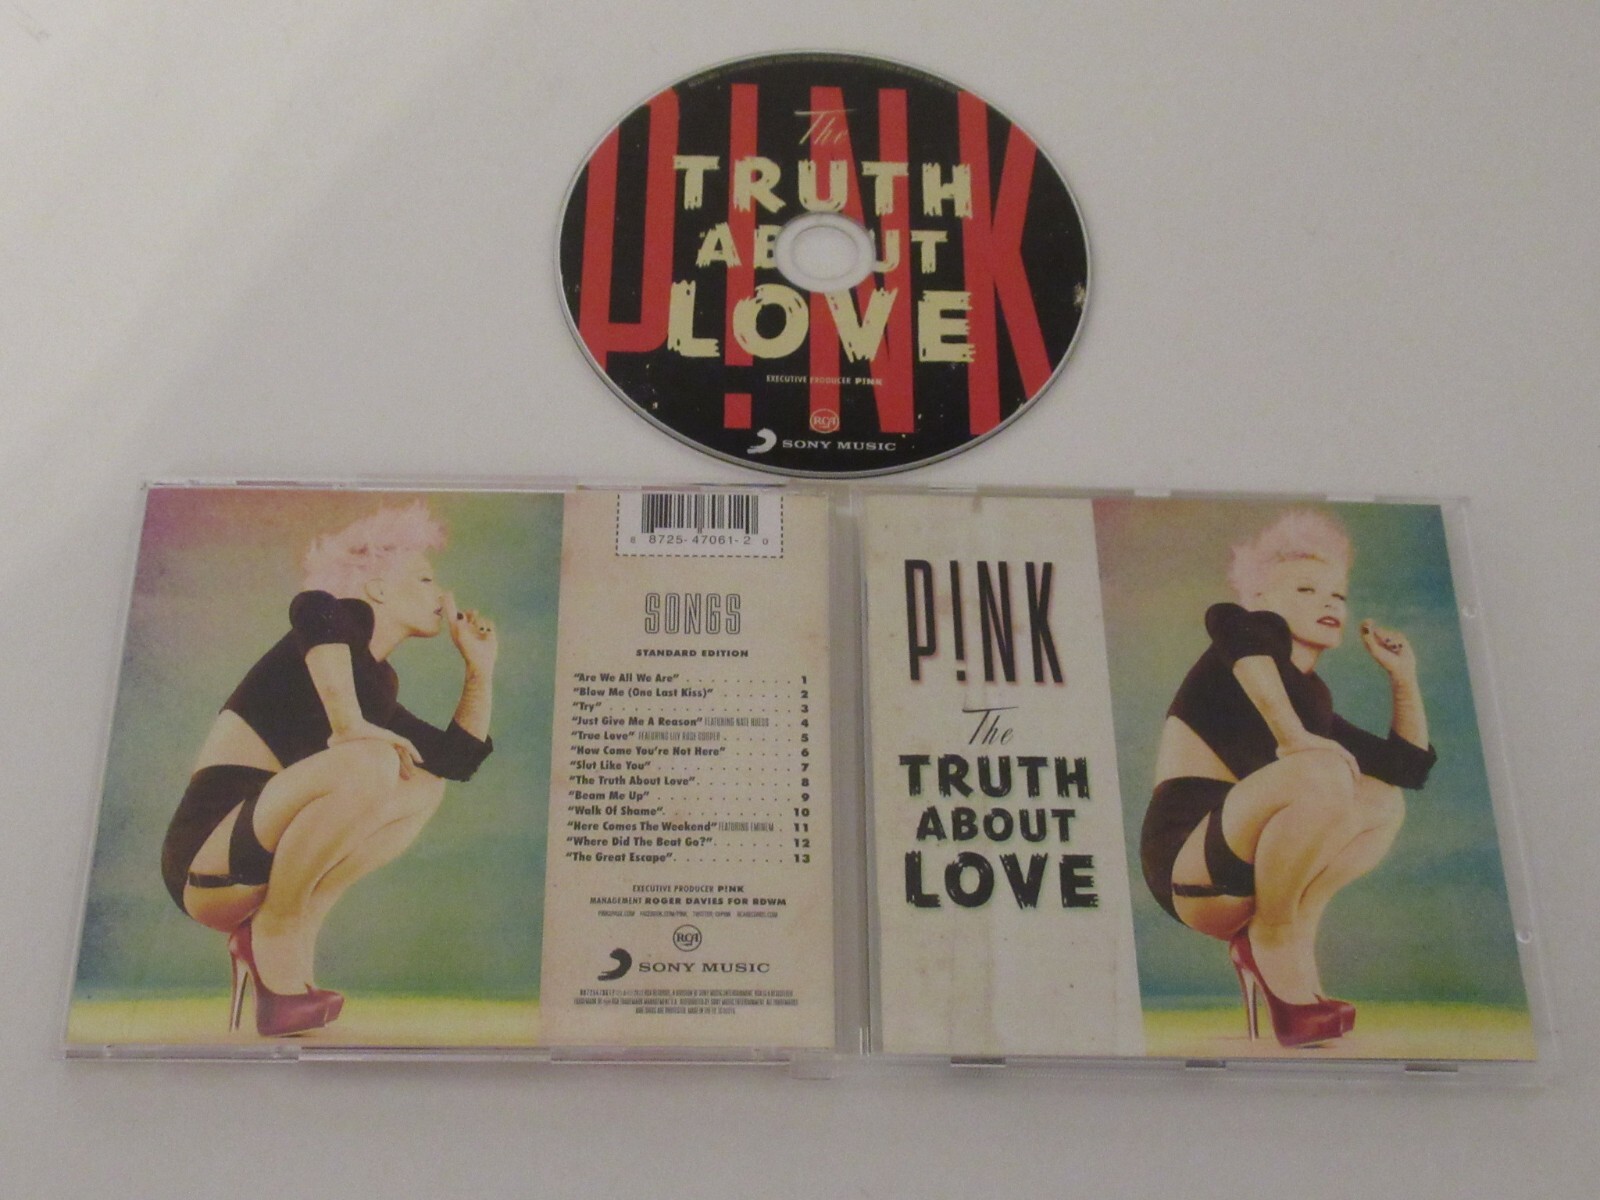 P!NK
The
TRUTH
ABOUT
LOVE
EXECUTIVE PRODUCER P!NK
RCA
SONY MUSIC
8 8725-47061-2 0
SONGS
STANDARD EDITION
"Are We All We Are" . . . . . . . . . . 1
"Blow Me (One Last Kiss)" . . . . . . . 2
"Try" . . . . . . . . . . . . . . . . . 3
"Just Give Me A Reason" FEATURING NATE RUESS . . 4
"True Love" FEATURING LILY ROSE COOPER . . . . . 5
"How Come You're Not Here" . . . . . . 6
"Slut Like You" . . . . . . . . . . . . 7
"The Truth About Love" . . . . . . . . 8
"Beam Me Up" . . . . . . . . . . . . . 9
"Walk Of Shame" . . . . . . . . . . . . 10
"Here Comes The Weekend" FEATURING EMINEM . 11
"Where Did The Beat Go?" . . . . . . . 12
"The Great Escape" . . . . . . . . . . 13
EXECUTIVE PRODUCER P!NK
MANAGEMENT ROGER DAVIES FOR RDWM
RCA
SONY MUSIC
P!NK
The
TRUTH
ABOUT
LOVE